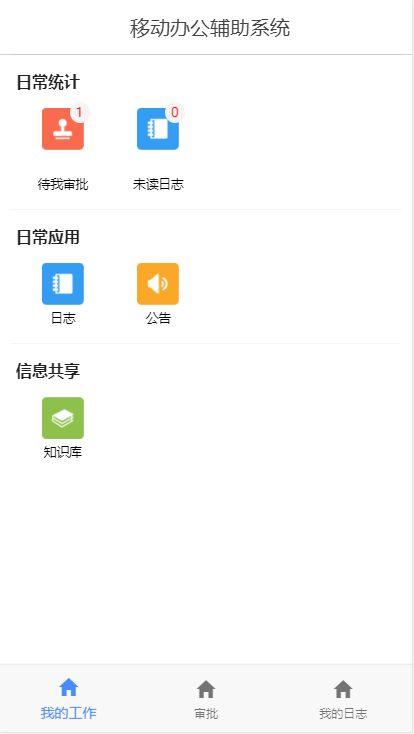 移动办公辅助系统
日常统计
1
0
待我审批
未读日志
日常应用
日志
公告
信息共享
知识库
我的工作
审批
我的日志